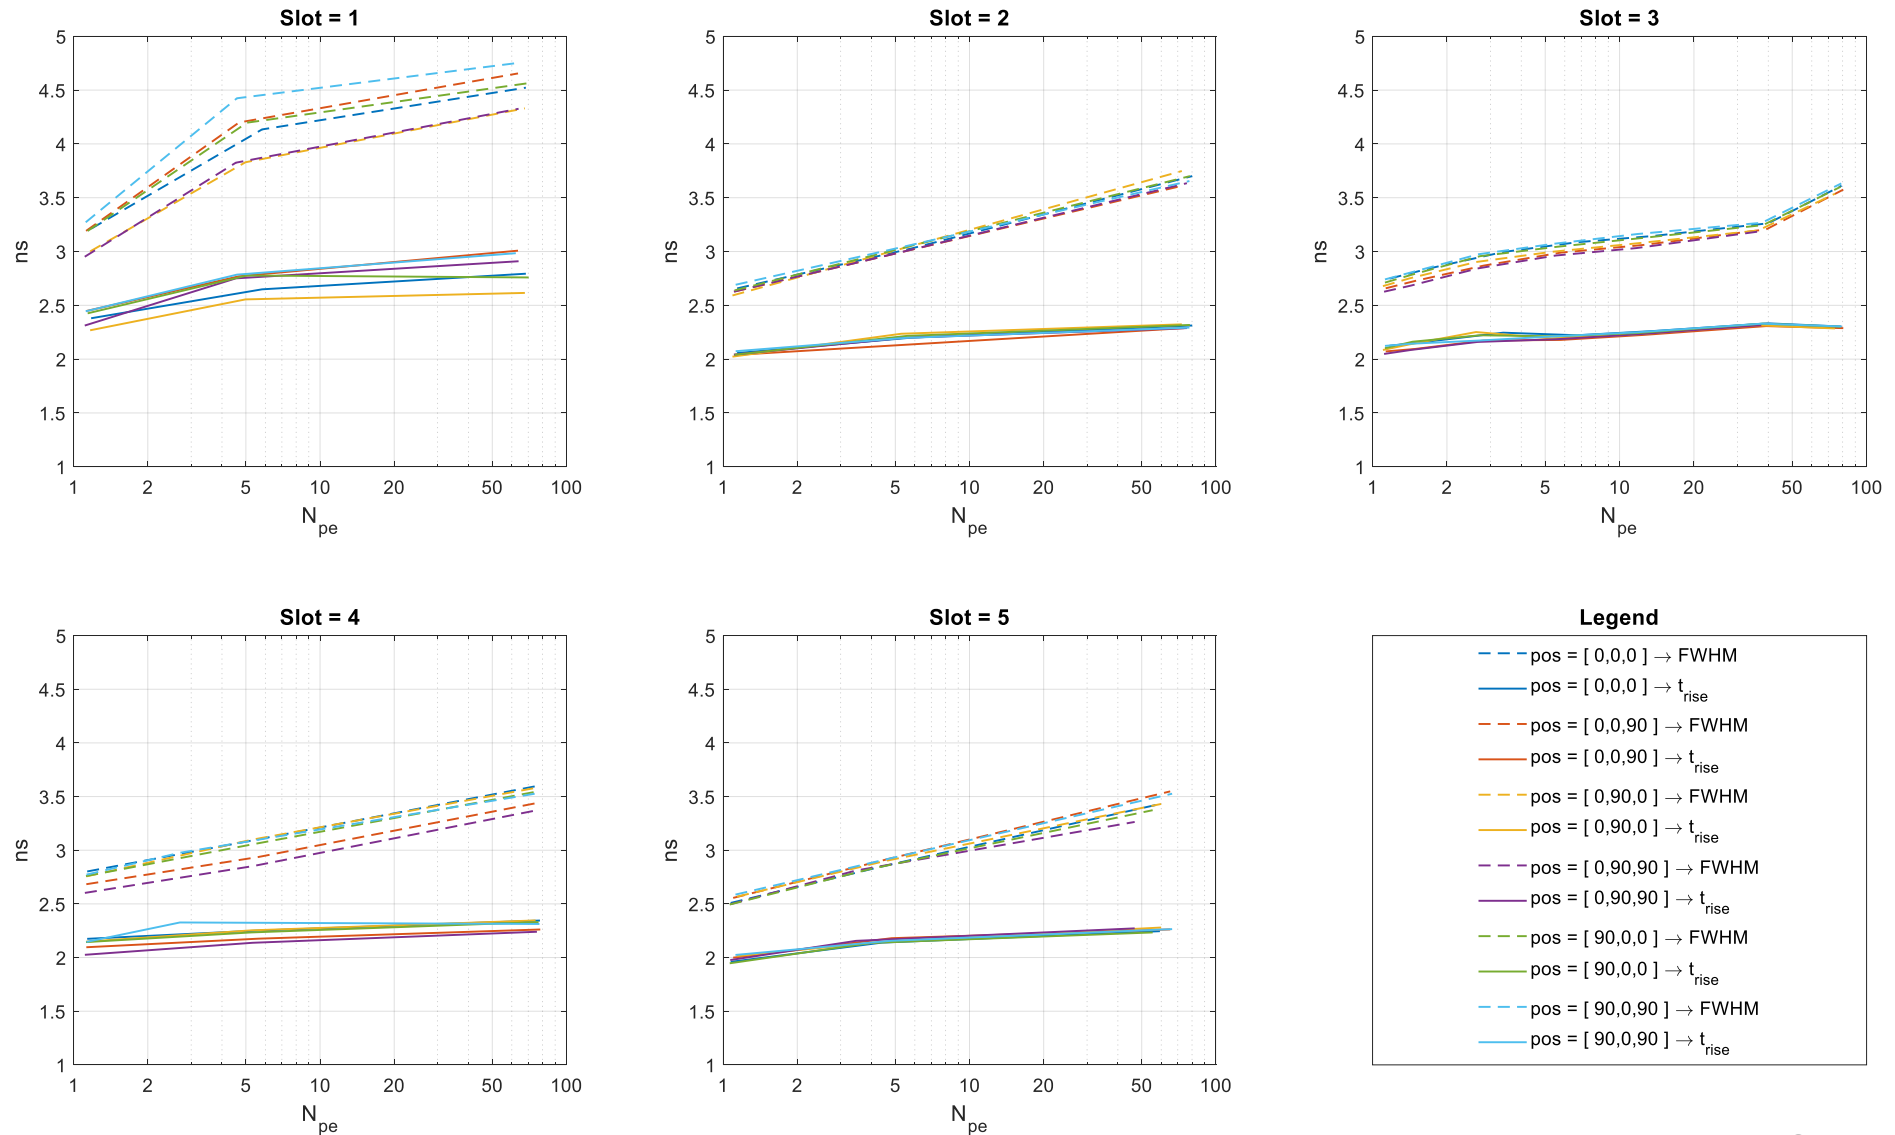 Slot = 1
5
4.5
4
3.5
3
2.5
2
1.5
1
ns
1 2 5 10 20 50 100
N_pe
Slot = 2
5
4.5
4
3.5
3
2.5
2
1.5
1
ns
1 2 5 10 20 50 100
N_pe
Slot = 3
5
4.5
4
3.5
3
2.5
2
1.5
1
ns
1 2 5 10 20 50 100
N_pe
Slot = 4
5
4.5
4
3.5
3
2.5
2
1.5
1
ns
1 2 5 10 20 50 100
N_pe
Slot = 5
5
4.5
4
3.5
3
2.5
2
1.5
1
ns
1 2 5 10 20 50 100
N_pe
Legend
pos = [ 0,0,0 ] → FWHM
pos = [ 0,0,0 ] → t_rise
pos = [ 0,0,90 ] → FWHM
pos = [ 0,0,90 ] → t_rise
pos = [ 0,90,0 ] → FWHM
pos = [ 0,90,0 ] → t_rise
pos = [ 0,90,90 ] → FWHM
pos = [ 0,90,90 ] → t_rise
pos = [ 90,0,0 ] → FWHM
pos = [ 90,0,0 ] → t_rise
pos = [ 90,0,90 ] → FWHM
pos = [ 90,0,90 ] → t_rise